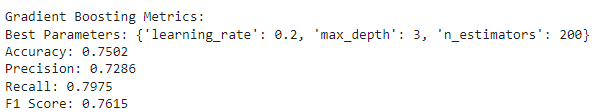 Gradient Boosting Metrics:
Best Parameters: {'learning_rate': 0.2, 'max_depth': 3, 'n_estimators': 200}
Accuracy: 0.7502
Precision: 0.7286
Recall: 0.7975
F1 Score: 0.7615